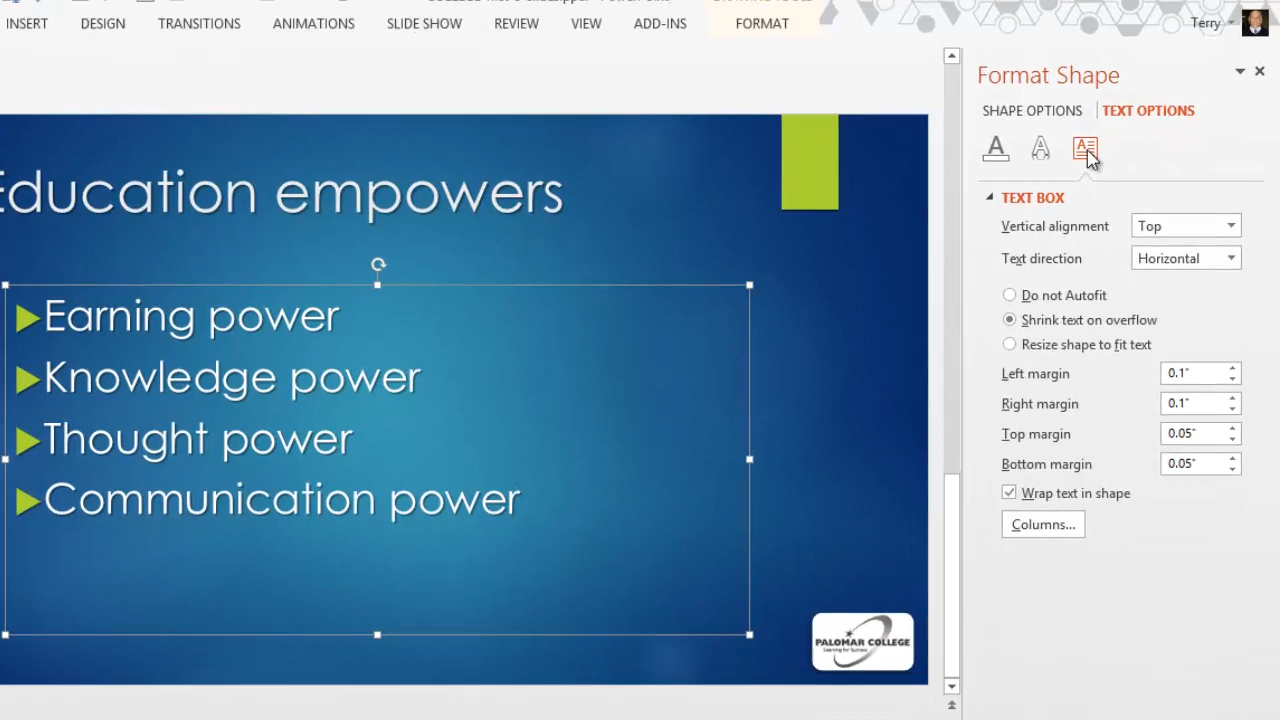 INSERT DESIGN TRANSITIONS ANIMATIONS SLIDE SHOW REVIEW VIEW ADD-INS FORMAT Terry
Format Shape
SHAPE OPTIONS TEXT OPTIONS
TEXT BOX
Vertical alignment Top
Text direction Horizontal
Do not Autofit
Shrink text on overflow
Resize shape to fit text
Left margin 0.1"
Right margin 0.1"
Top margin 0.05"
Bottom margin 0.05"
Wrap text in shape
Columns...
Education empowers
Earning power
Knowledge power
Thought power
Communication power
PALOMAR COLLEGE
Learning for Success